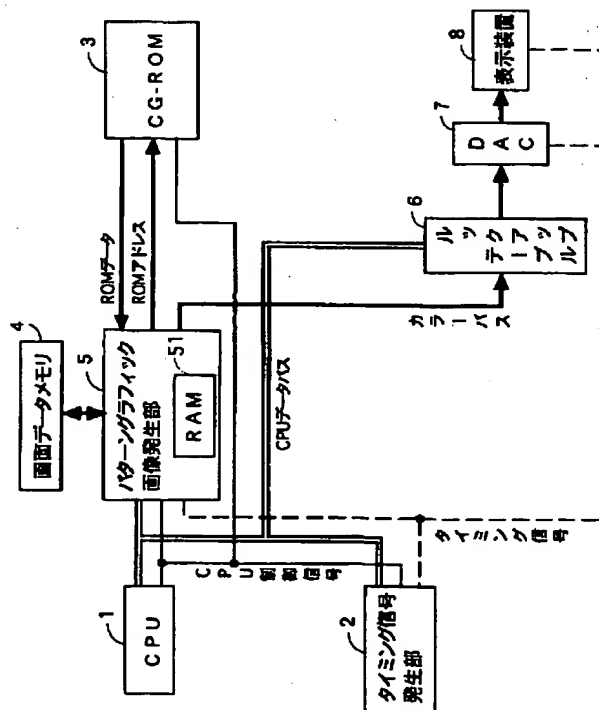 1
CPU
2
タイミング信号
発生部
4
画面データメモリ
5
パターングラフィック
画像発生部
51
RAM
3
CG-ROM
ROMデータ
ROMアドレス
CPU制御信号
CPUデータバス
カラーバス
タイミング信号
6
ルックアップ
テーブル
7
DAC
8
表示装置